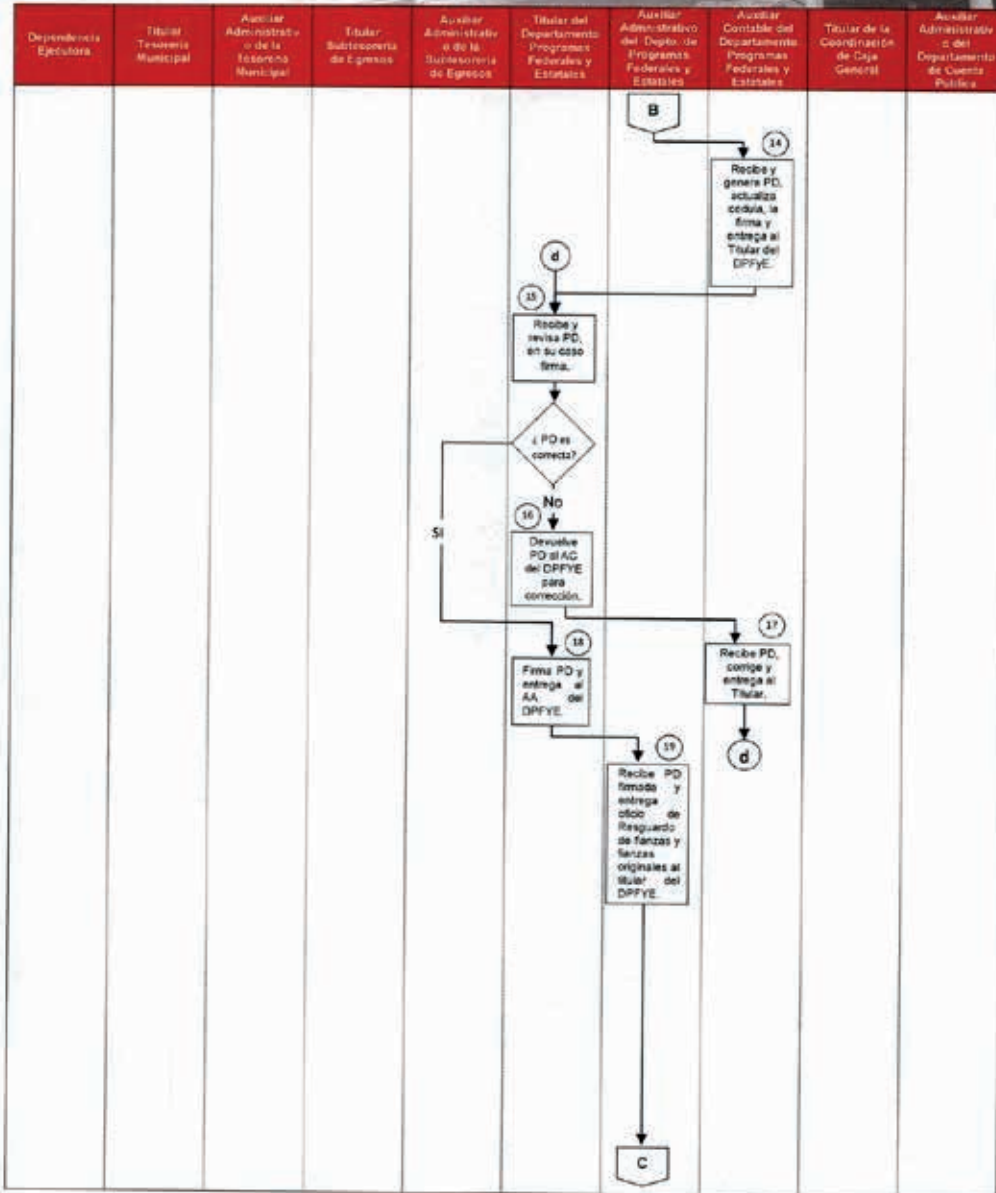 Dependencia
Ejecutora
Titular
Tesorería
Municipal
Auxiliar
Administrativ
o de la
tesorería
Municipal
Titular
Subtesorería
de Egresos
Auxiliar
Administrativ
o de la
Subtesorería
de Egresos
Titular del
Departamento
Programas
Federales y
Estatales
Auxiliar
Administrativo
del Depto. de
Programas
Federales y
Estatales
Auxiliar
Contable del
Departamento
Programas
Federales y
Estatales
Titular de la
Coordinación
de Caja
General
Auxiliar
Administrativ
o del
Departamento
de Cuenta
Pública
B
14
Recibe y
genera PD,
actualiza
cedula, la
firma y
entrega al
Titular del
DPFyE.
d
15
Recibe y
revisa PD,
en su caso
firma.
¿ PD es
correcta?
No
Si
16
Devuelve
PD al AC
del DPFYE
para
corrección.
17
Recibe PD,
corrige y
entrega al
Titular.
d
18
Firma PD y
entrega al
AA del
DPFYE.
19
Recibe PD
firmada y
entrega
oficio de
Resguardo
de fianzas y
fianzas
originales al
titular del
DPFYE.
C